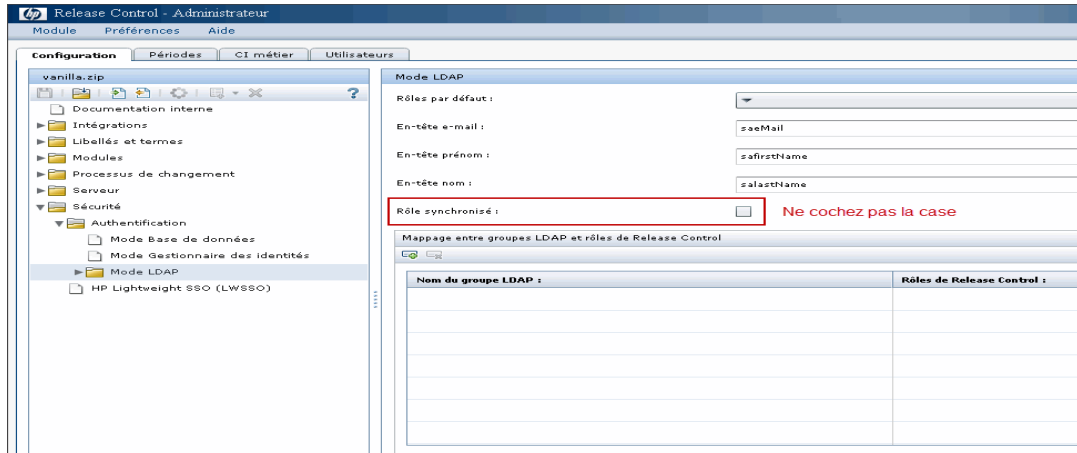 hp Release Control - Administrateur
Module Préférences Aide
Configuration Périodes CI métier Utilisateurs
vanilla.zip
?
Documentation interne
Intégrations
Libellés et termes
Modules
Processus de changement
Serveur
Sécurité
Authentification
Mode Base de données
Mode Gestionnaire des identités
Mode LDAP
HP Lightweight SSO (LWSSO)
Mode LDAP
Rôles par défaut :
En-tête e-mail : saeMail
En-tête prénom : safirstName
En-tête nom : salastName
Rôle synchronisé : Ne cochez pas la case
Mappage entre groupes LDAP et rôles de Release Control
Nom du groupe LDAP : Rôles de Release Control :